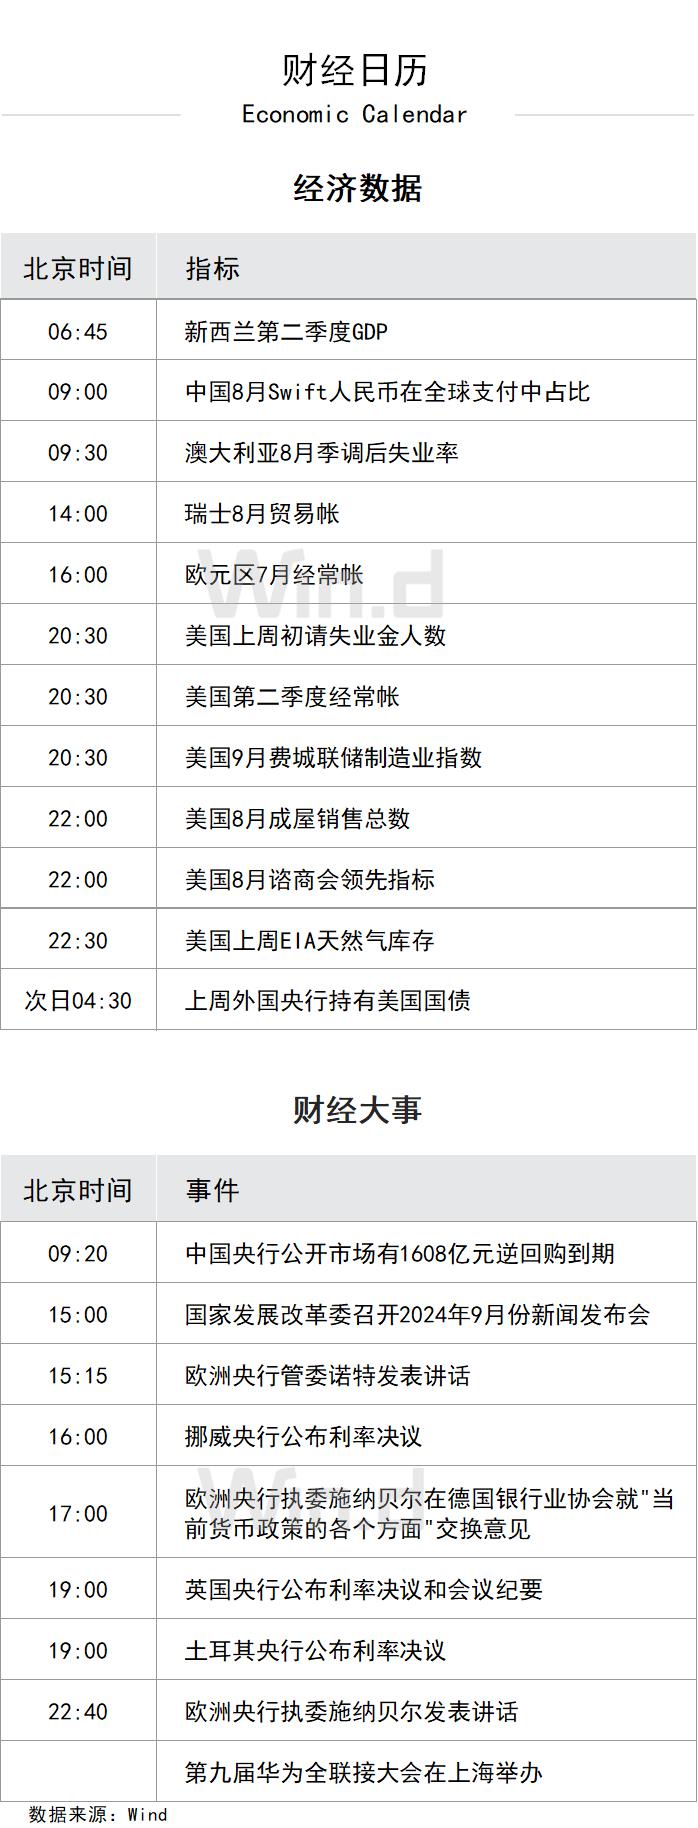 财经日历
Economic Calendar
经济数据
北京时间 指标
06:45 新西兰第二季度GDP
09:00 中国8月Swift人民币在全球支付中占比
09:30 澳大利亚8月季调后失业率
14:00 瑞士8月贸易帐
16:00 欧元区7月经常帐
Win.d
20:30 美国上周初请失业金人数
20:30 美国第二季度经常帐
20:30 美国9月费城联储制造业指数
22:00 美国8月成屋销售总数
22:00 美国8月谘商会领先指标
22:30 美国上周EIA天然气库存
次日04:30 上周外国央行持有美国国债
财经大事
北京时间 事件
09:20 中国央行公开市场有1608亿元逆回购到期
15:00 国家发展改革委召开2024年9月份新闻发布会
15:15 欧洲央行管委诺特发表讲话
16:00 挪威央行公布利率决议
Win.d
17:00 欧洲央行执委施纳贝尔在德国银行业协会就"当
前货币政策的各个方面"交换意见
19:00 英国央行公布利率决议和会议纪要
19:00 土耳其央行公布利率决议
22:40 欧洲央行执委施纳贝尔发表讲话
第九届华为全联接大会在上海举办
数据来源：Wind